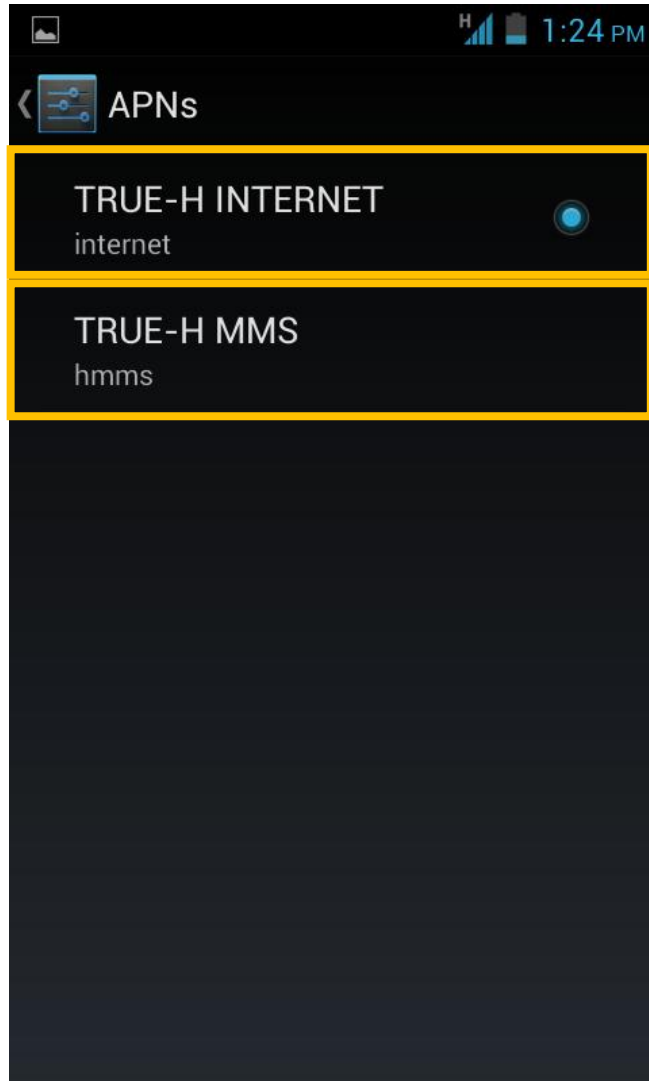 H 1:24 PM
APNs
TRUE-H INTERNET
internet
TRUE-H MMS
hmms